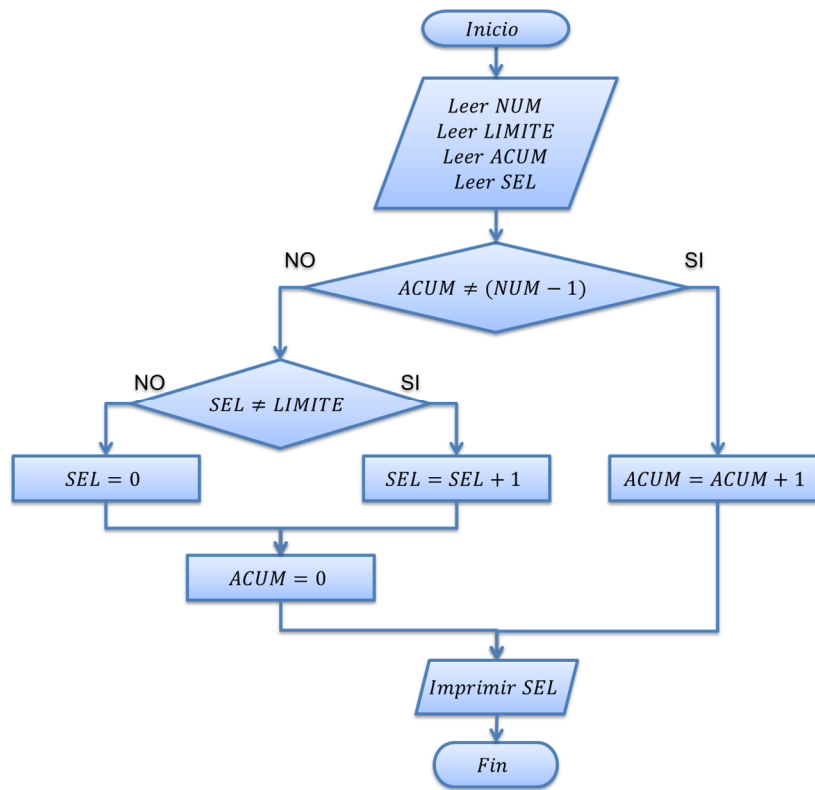 Inicio
Leer NUM
Leer LIMITE
Leer ACUM
Leer SEL
NO
SI
ACUM ≠ (NUM − 1)
NO
SI
SEL ≠ LIMITE
SEL = 0
SEL = SEL + 1
ACUM = ACUM + 1
ACUM = 0
Imprimir SEL
Fin